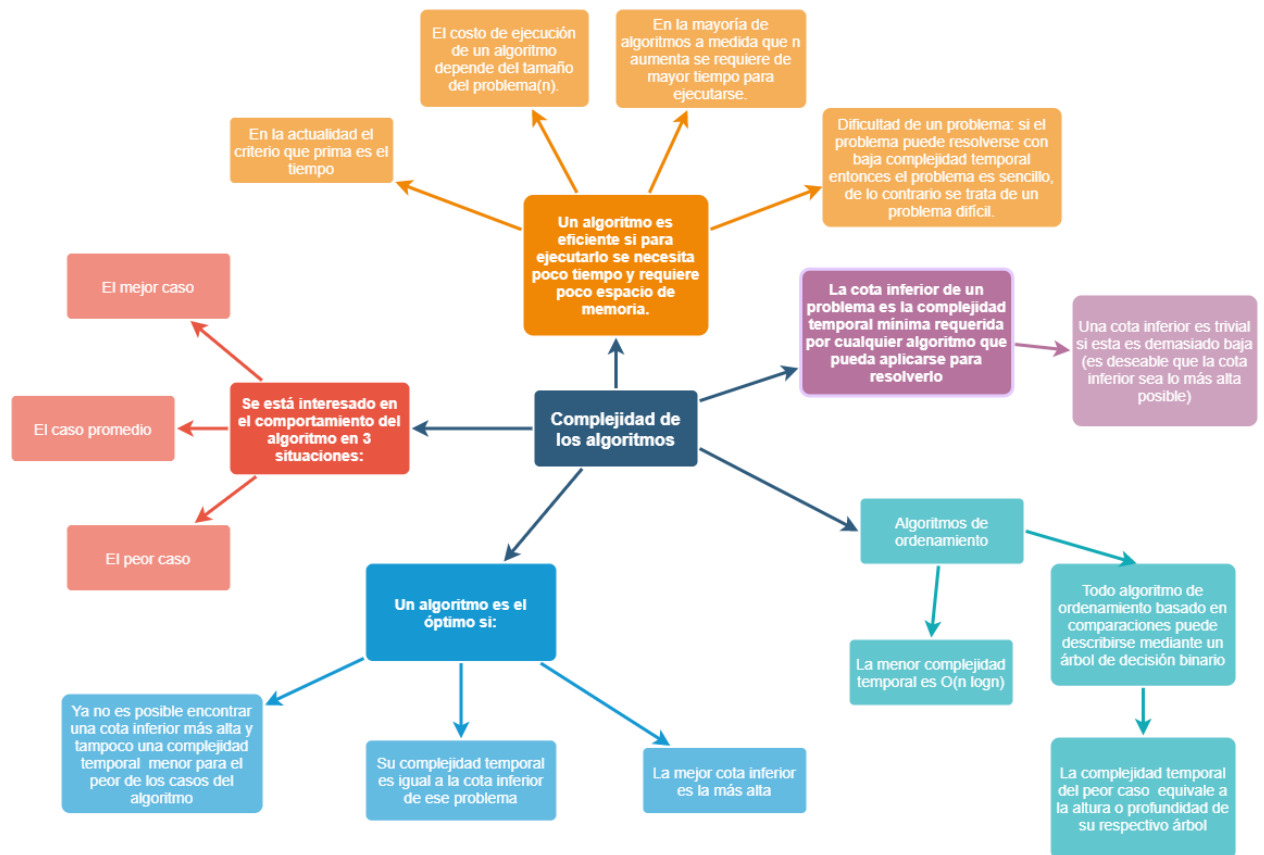 El costo de ejecución
de un algoritmo
depende del tamaño
del problema(n).
En la mayoría de
algoritmos a medida que n
aumenta se requiere de
mayor tiempo para
ejecutarse.
En la actualidad el
criterio que prima es el
tiempo
Dificultad de un problema: si el
problema puede resolverse con
baja complejidad temporal
entonces el problema es sencillo,
de lo contrario se trata de un
problema difícil.
Un algoritmo es
eficiente si para
ejecutarlo se necesita
poco tiempo y requiere
poco espacio de
memoria.
El mejor caso
La cota inferior de un
problema es la complejidad
temporal mínima requerida
por cualquier algoritmo que
pueda aplicarse para
resolverlo
Una cota inferior es trivial
si esta es demasiado baja
(es deseable que la cota
inferior sea lo más alta
posible)
El caso promedio
Se está interesado en
el comportamiento del
algoritmo en 3
situaciones:
Complejidad de
los algoritmos
El peor caso
Algoritmos de
ordenamiento
Un algoritmo es el
óptimo si:
Todo algoritmo de
ordenamiento basado en
comparaciones puede
describirse mediante un
árbol de decisión binario
La menor complejidad
temporal es O(n logn)
Ya no es posible encontrar
una cota inferior más alta y
tampoco una complejidad
temporal menor para el
peor de los casos del
algoritmo
Su complejidad temporal
es igual a la cota inferior
de ese problema
La mejor cota inferior
es la más alta
La complejidad temporal
del peor caso equivale a
la altura o profundidad de
su respectivo árbol